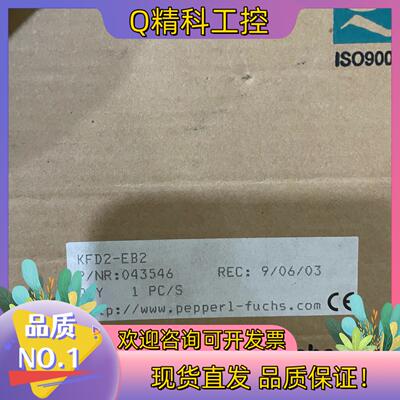 Q精科工控
ISO900
KFD2-EB2
/NR:043546 REC: 9/06/03
1 PC/S
p://www.pepperl-fuchs.com CE
品质
NO.1
欢迎咨询可开发票
现货直发 品质保证!